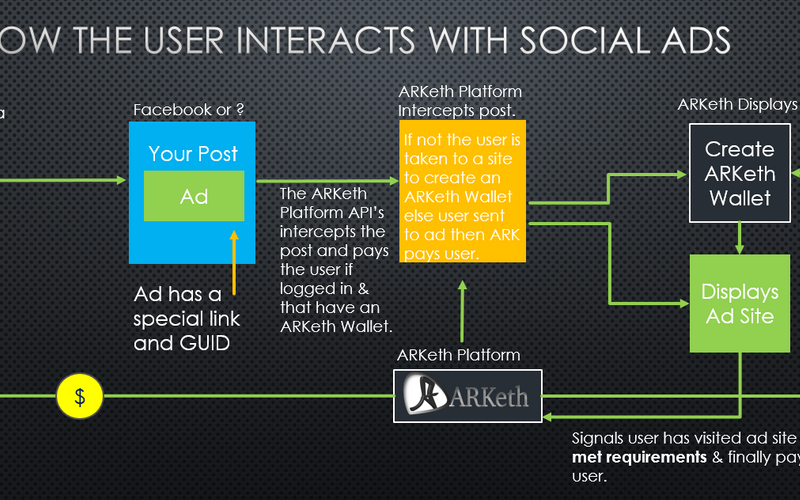 OW THE USER INTERACTS WITH SOCIAL ADS
a
Facebook or ?
Your Post
Ad
Ad has a
special link
and GUID
The ARKeth
Platform API's
intercepts the
post and pays
the user if
logged in &
that have an
ARKeth Wallet.
ARKeth Platform
Intercepts post.
If not the user is
taken to a site
to create an
ARKeth Wallet
else user sent
to ad then ARK
pays user.
ARKeth Displays
Create
ARKeth
Wallet
Displays
Ad Site
ARKeth Platform
ARKeth
$
Signals user has visited ad site
met requirements & finally pay
user.